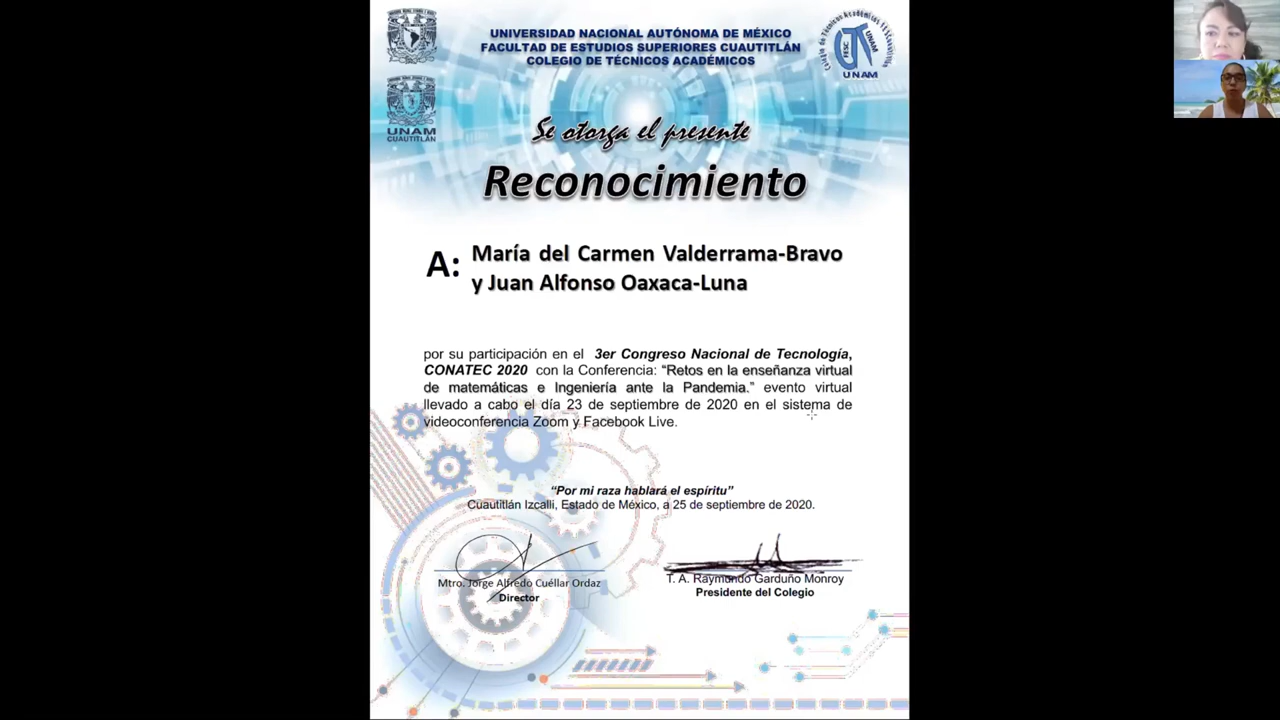 UNIVERSIDAD NACIONAL AUTÓNOMA DE MÉXICO
FACULTAD DE ESTUDIOS SUPERIORES CUAUTITLÁN
COLEGIO DE TÉCNICOS ACADÉMICOS
FESC
UNAM
UNAM
UNAM
CUAUTITLÁN
Se otorga el presente
Reconocimiento
A: María del Carmen Valderrama-Bravo
y Juan Alfonso Oaxaca-Luna
por su participación en el 3er Congreso Nacional de Tecnología,
CONATEC 2020 con la Conferencia: “Retos en la enseñanza virtual
de matemáticas e Ingeniería ante la Pandemia.” evento virtual
llevado a cabo el día 23 de septiembre de 2020 en el sistema de
videoconferencia Zoom y Facebook Live.
“Por mi raza hablará el espíritu”
Cuautitlán Izcalli, Estado de México, a 25 de septiembre de 2020.
Mtro. Jorge Alfredo Cuéllar Ordaz
Director
T. A. Raymundo Garduño Monroy
Presidente del Colegio